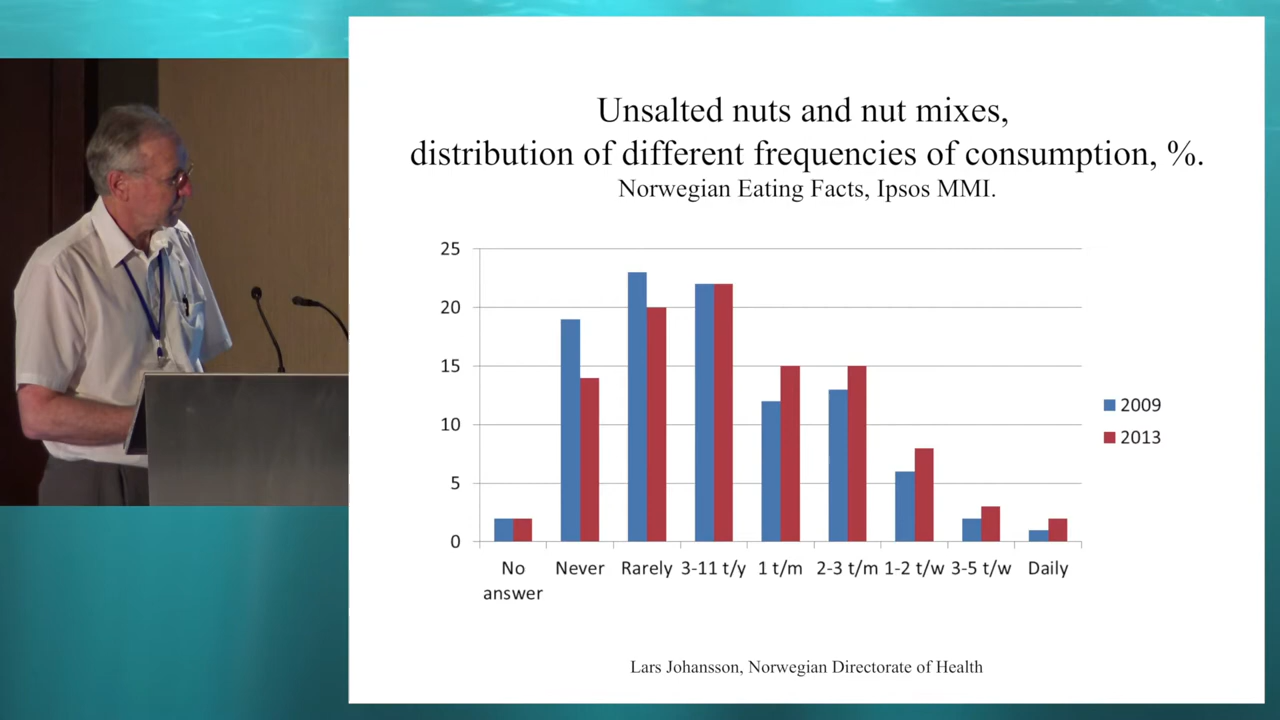 Unsalted nuts and nut mixes,
distribution of different frequencies of consumption, %.
Norwegian Eating Facts, Ipsos MMI.
25
20
15
10
5
0
No answer
Never
Rarely
3-11 t/y
1 t/m
2-3 t/m
1-2 t/w
3-5 t/w
Daily
2009
2013
Lars Johansson, Norwegian Directorate of Health